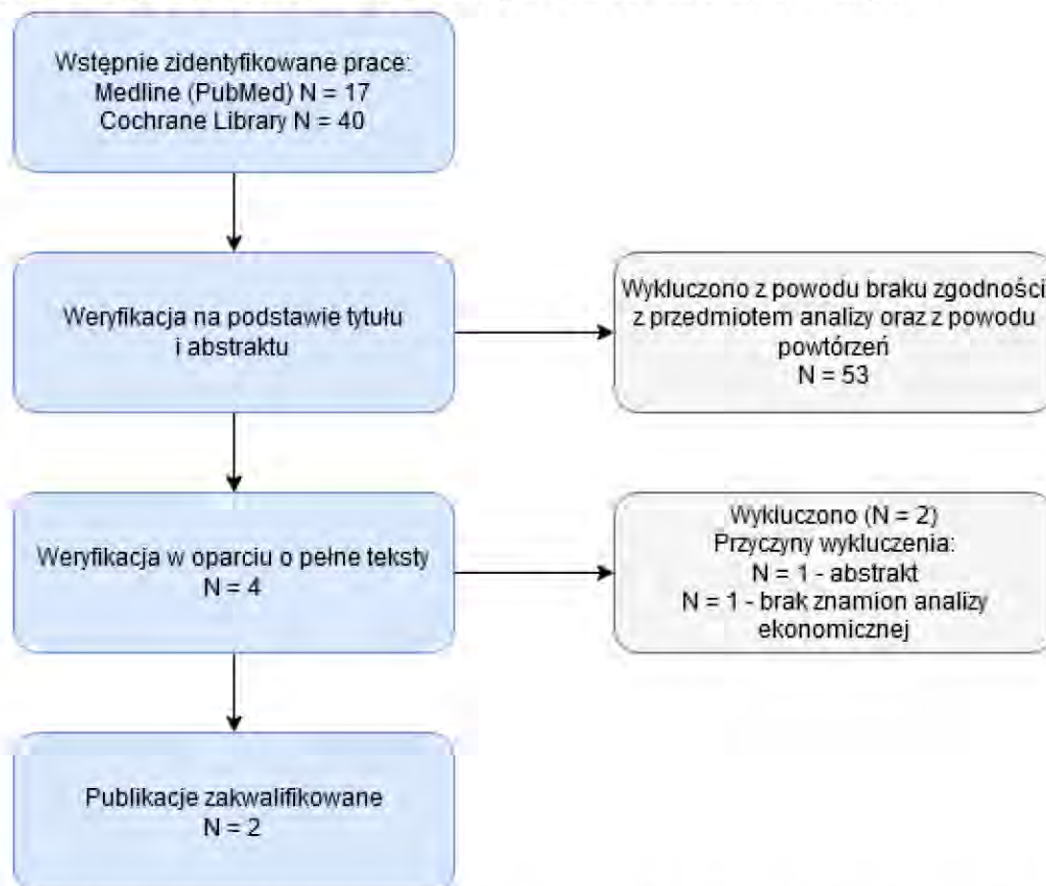 Wstępnie zidentyfikowane prace:
Medline (PubMed) N = 17
Cochrane Library N = 40
Weryfikacja na podstawie tytułu
i abstraktu
Wykluczono z powodu braku zgodności
z przedmiotem analizy oraz z powodu
powtórzeń
N = 53
Weryfikacja w oparciu o pełne teksty
N = 4
Wykluczono (N = 2)
Przyczyny wykluczenia:
N = 1 - abstrakt
N = 1 - brak znamion analizy
ekonomicznej
Publikacje zakwalifikowane
N = 2